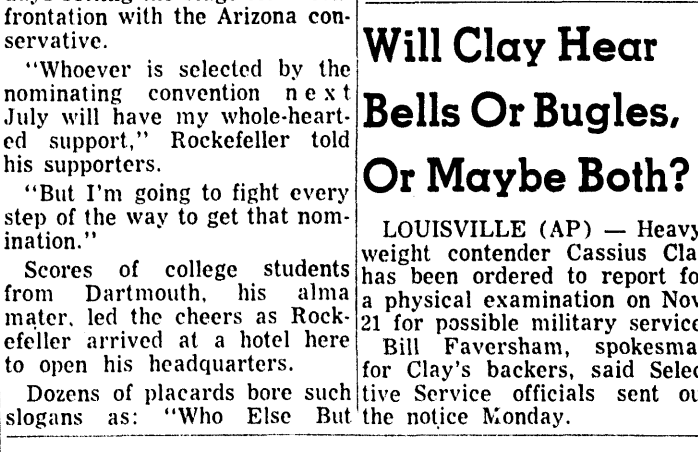 frontation with the Arizona con-
servative.
"Whoever is selected by the
nominating convention next
July will have my whole-heart-
ed support," Rockefeller told
his supporters.
"But I'm going to fight every
step of the way to get that nom-
ination."
Scores of college students
from Dartmouth, his alma
mater, led the cheers as Rock-
efeller arrived at a hotel here
to open his headquarters.
Dozens of placards bore such
slogans as: "Who Else But
Will Clay Hear
Bells Or Bugles,
Or Maybe Both?
LOUISVILLE (AP) — Heavy
weight contender Cassius Cla
has been ordered to report fo
a physical examination on Nov
21 for possible military service
Bill Faversham, spokesma
for Clay's backers, said Selec
tive Service officials sent ou
the notice Monday.